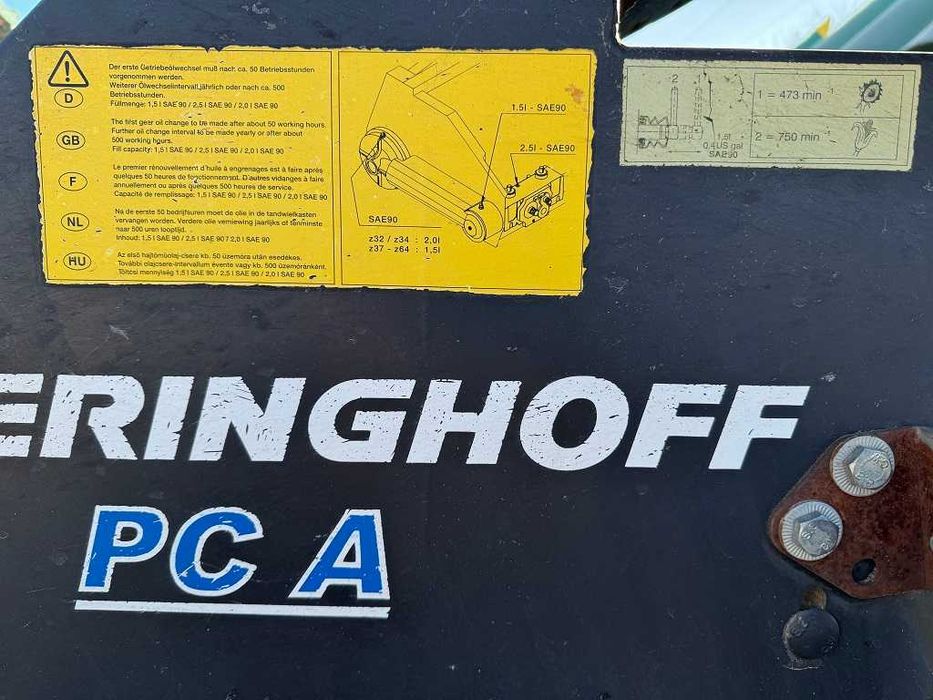 D
Der erste Getriebeölwechsel muß nach ca. 50 Betriebsstunden
vorgenommen werden.
Weiterer Ölwechselintervall jährlich oder nach ca. 500
Betriebsstunden.
Füllmenge: 1,5 l SAE 90 / 2,5 l SAE 90 / 2,0 l SAE 90
GB
The first gear oil change to be made after about 50 working hours.
Further oil change interval to be made yearly or after about
500 working hgurs.
Fill capacity: 1,5 l SAE 90 / 2,5 l SAE 90 / 2,0 l SAE 90
F
Le premier rénouvellement d'huile à engrenages est à faire après
quelques 50 heures de fonctionnement. D'autres vidanges à faire
annuellement ou après quelques 500 heures de service.
Capacité de remplissage: 1,5 l SAE 90 / 2,5 l SAE 90 / 2,0 l SAE 90
NL
Na de eerste 50 bedrijfsuren moet de olie in de tandwielkasten
vervangen worden. Verdere olie verniewing jaarlijks of tenminste
naar 500 uren looptijd.
Inhoud: 1,5 l SAE 90 / 2,5 l SAE 90 / 2,0 l SAE 90
HU
Az első hajtóműolaj-csere kb. 50 üzemóra után esedékes.
További olajcsere-intervallum évente vagy kb. 500 üzemóránként.
Töltési mennyiség 1,5 l SAE 90 / 2,5 l SAE 90 / 2,0 l SAE 90
1.5l - SAE90
2.5l - SAE90
SAE90
z32 / z34 : 2,0l
z37 - z64 : 1,5l
2
1.5l
0.4US gal
SAE90
1 = 473 min -1
2 = 750 min
ERINGHOFF
PC A